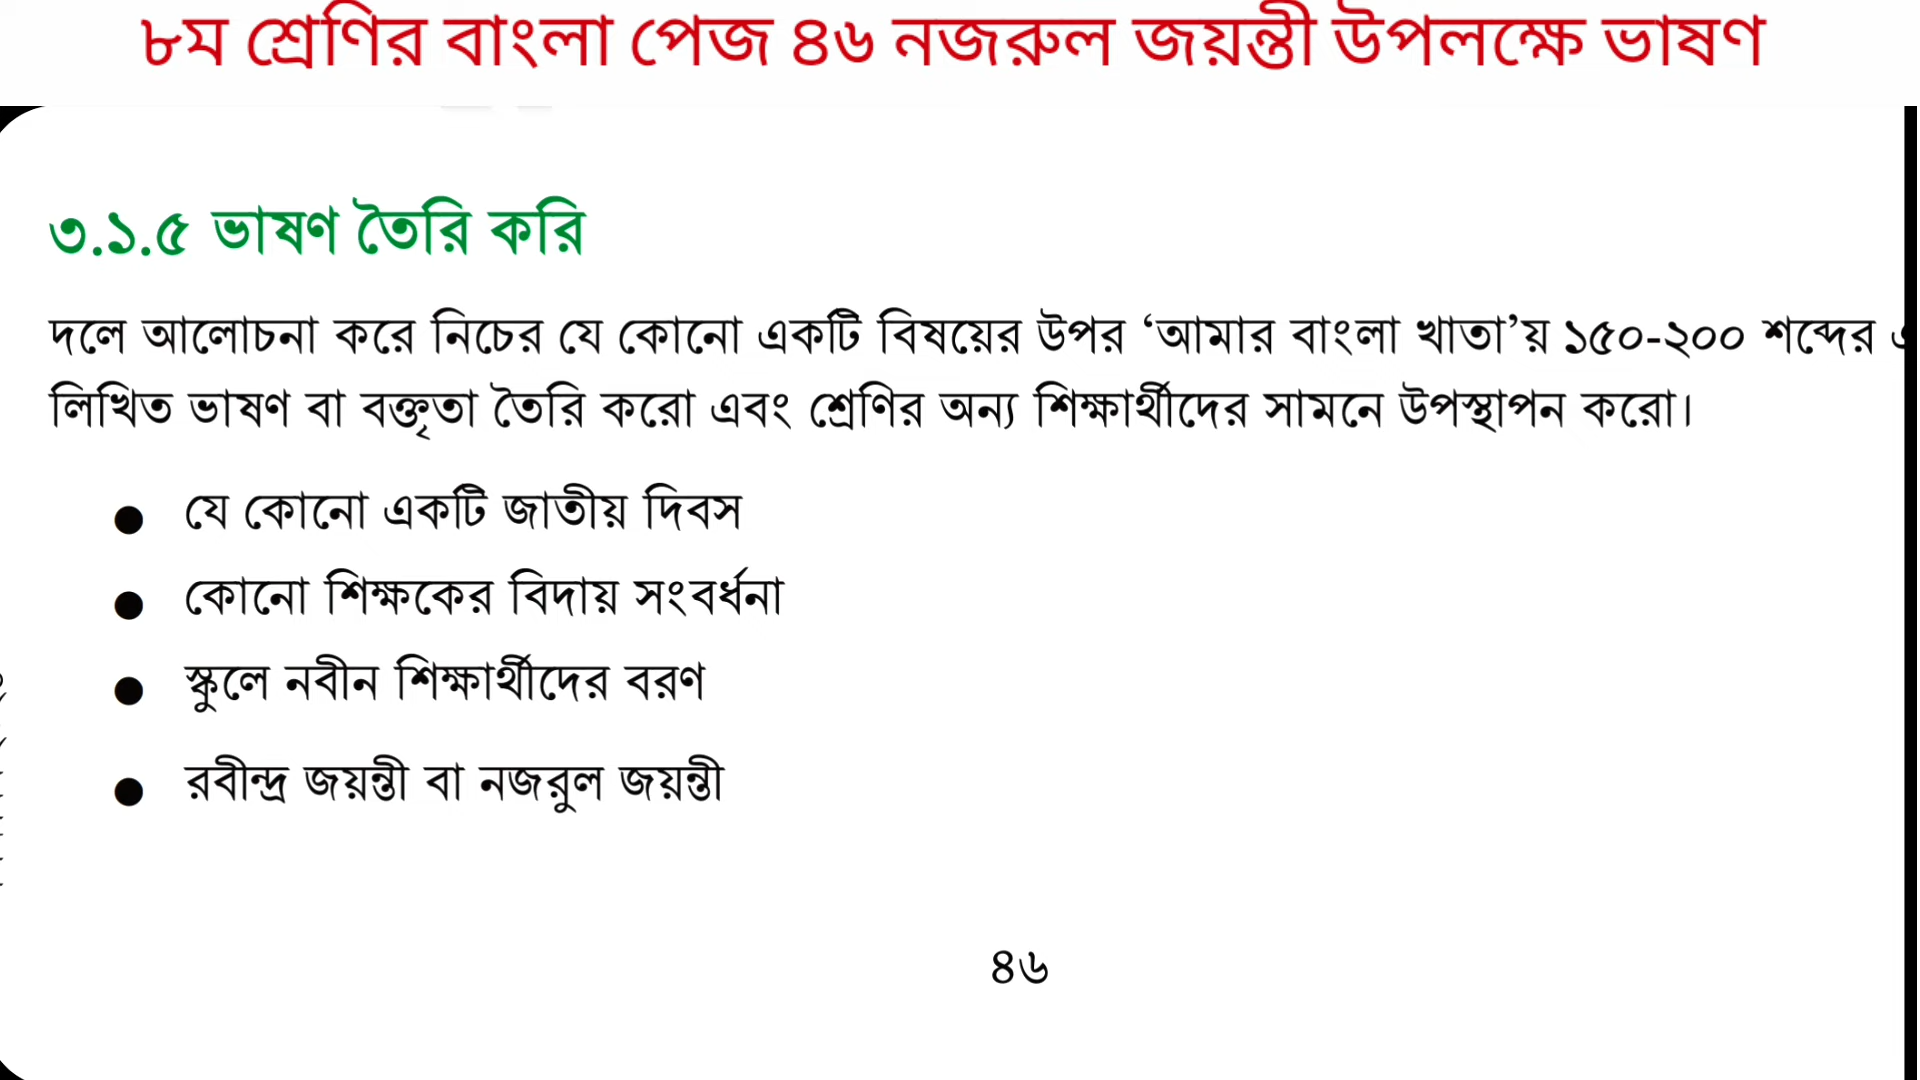 ৮ম শ্রেণির বাংলা পেজ ৪৬ নজরুল জয়ন্তী উপলক্ষে ভাষণ
৩.১.৫ ভাষণ তৈরি করি
দলে আলোচনা করে নিচের যে কোনো একটি বিষয়ের উপর ‘আমার বাংলা খাতা’য় ১৫০-২০০ শব্দের
লিখিত ভাষণ বা বক্তৃতা তৈরি করো এবং শ্রেণির অন্য শিক্ষার্থীদের সামনে উপস্থাপন করো।
● যে কোনো একটি জাতীয় দিবস
● কোনো শিক্ষকের বিদায় সংবর্ধনা
● স্কুলে নবীন শিক্ষার্থীদের বরণ
● রবীন্দ্র জয়ন্তী বা নজরুল জয়ন্তী
৪৬